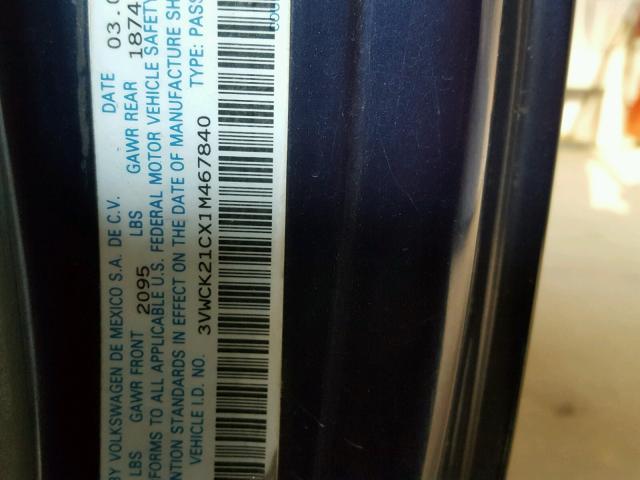 BY VOLKSWAGEN DE MEXICO S.A. DE C.V. DATE 03.
LBS GAWR FRONT 2095 LBS GAWR REAR 1874
FORMS TO ALL APPLICABLE U.S. FEDERAL MOTOR VEHICLE SAFETY
NTION STANDARDS IN EFFECT ON THE DATE OF MANUFACTURE SH
VEHICLE I.D. NO. 3VWCK21CX1M467840 TYPE: PASS